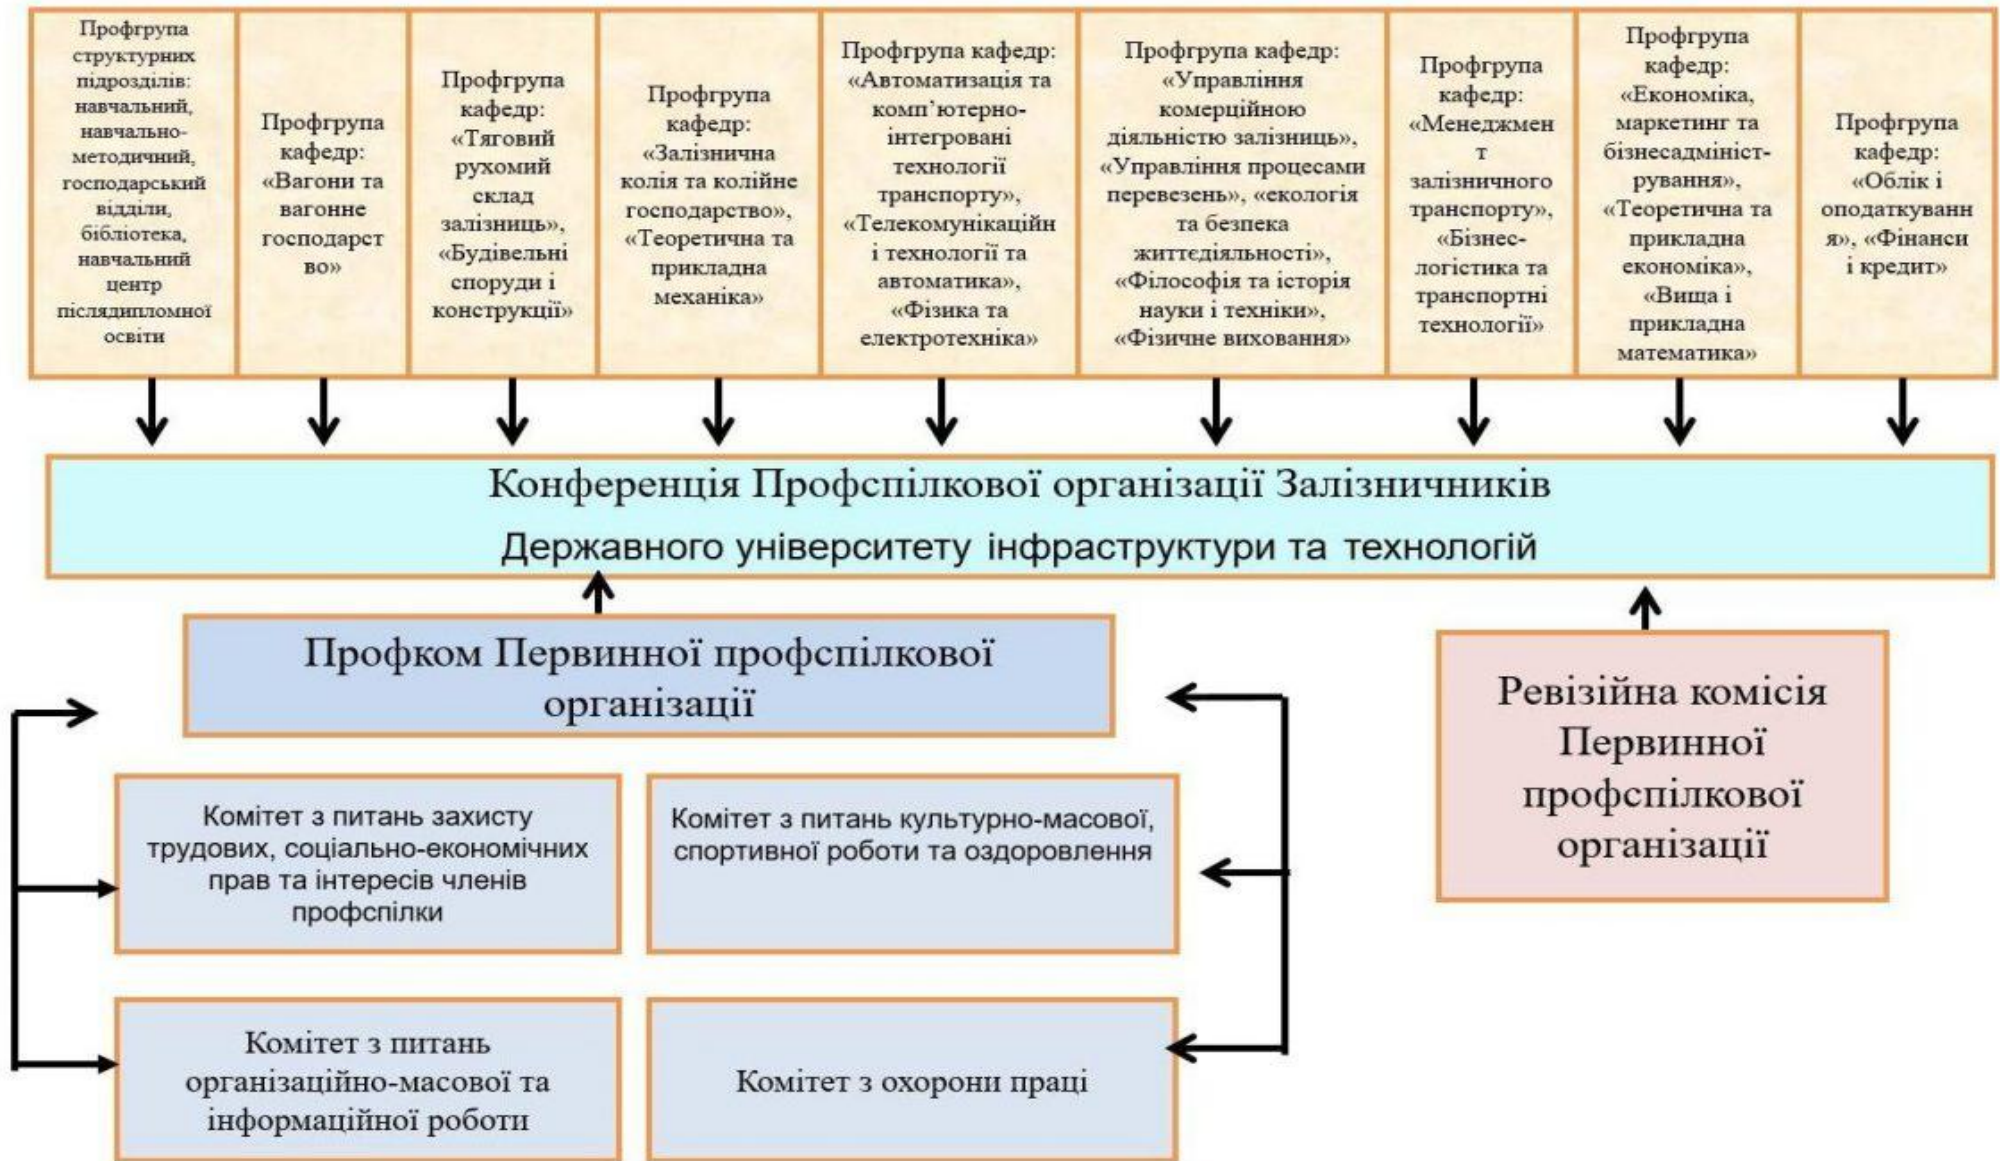 Профгрупа
структурних
підрозділів:
навчальний,
навчально-
методичний,
господарський
відділи,
бібліотека,
навчальний
центр
післядипломної
освіти
Профгрупа
кафедр:
«Вагони та
вагонне
господарст
во»
Профгрупа
кафедр:
«Тяговий
рухомий
склад
залізниць»,
«Будівельні
споруди і
конструкції»
Профгрупа
кафедр:
«Залізнична
колія та колійне
господарство»,
«Теоретична та
прикладна
механіка»
Профгрупа кафедр:
«Автоматизація та
комп’ютерно-
інтегровані
технології
транспорту»,
«Телекомунікаційн
і технології та
автоматика»,
«Фізика та
електротехніка»
Профгрупа кафедр:
«Управління
комерційною
діяльністю залізниць»,
«Управління процесами
перевезень», «екологія
та безпека
життєдіяльності»,
«Філософія та історія
науки і техніки»,
«Фізичне виховання»
Профгрупа
кафедр:
«Менеджмен
т
залізничного
транспорту»,
«Бізнес-
логістика та
транспортні
технології»
Профгрупа
кафедр:
«Економіка,
маркетинг та
бізнесадмініст-
рування»,
«Теоретична та
прикладна
економіка»,
«Вища і
прикладна
математика»
Профгрупа
кафедр:
«Облік і
оподаткуванн
я», «Фінанси
і кредит»
Конференція Профспілкової організації Залізничників
Державного університету інфраструктури та технологій
Профком Первинної профспілкової
організації
Ревізійна комісія
Первинної
профспілкової
організації
Комітет з питань захисту
трудових, соціально-економічних
прав та інтересів членів
профспілки
Комітет з питань культурно-масової,
спортивної роботи та оздоровлення
Комітет з питань
організаційно-масової та
інформаційної роботи
Комітет з охорони праці